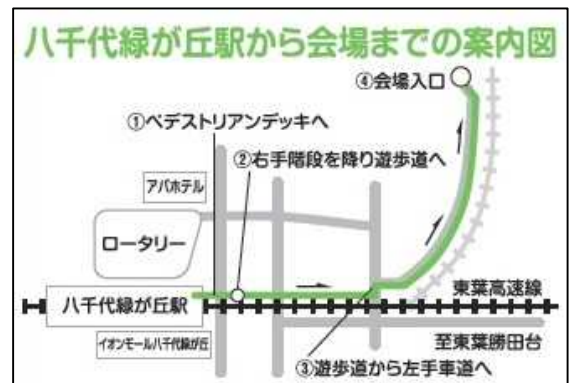 八千代緑が丘駅から会場までの案内図
④会場入口
①ペデストリアンデッキへ
②右手階段を降り遊歩道へ
アパホテル
ロータリー
東葉高速線
八千代緑が丘駅
イオンモール八千代緑が丘
至東葉勝田台
③遊歩道から左手車道へ